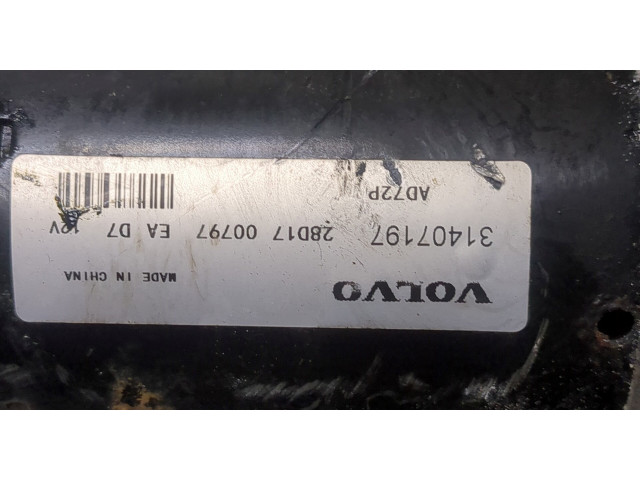 VOLVO
MADE IN CHINA
31407197
28D17 00797 EA D7 12V
AD72P